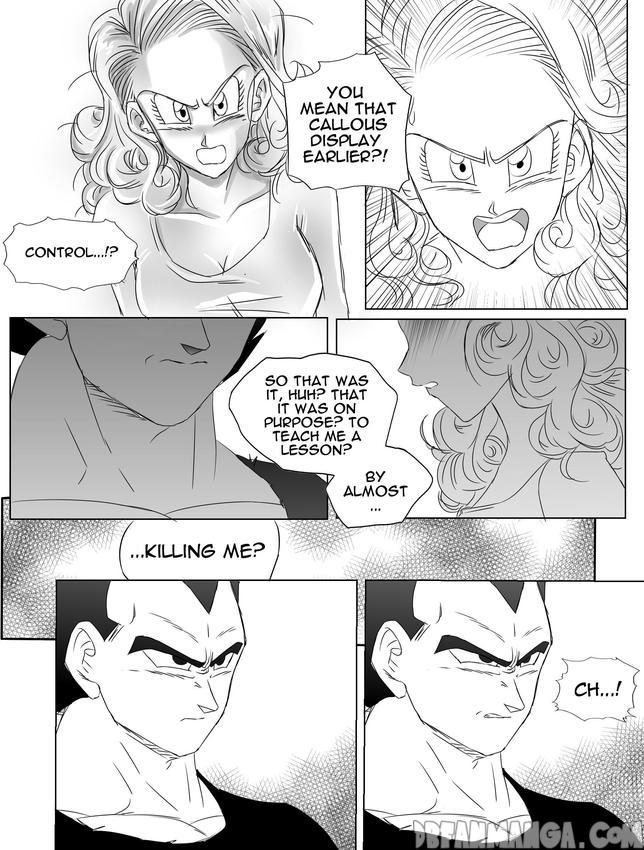 CONTROL...!?
YOU
MEAN THAT
CALLOUS
DISPLAY
EARLIER?!
SO THAT WAS
IT, HUH? THAT
IT WAS ON
PURPOSE? TO
TEACH ME A
LESSON?
BY
ALMOST
...
...KILLING ME?
CH...!
DBFANMANGA.COM